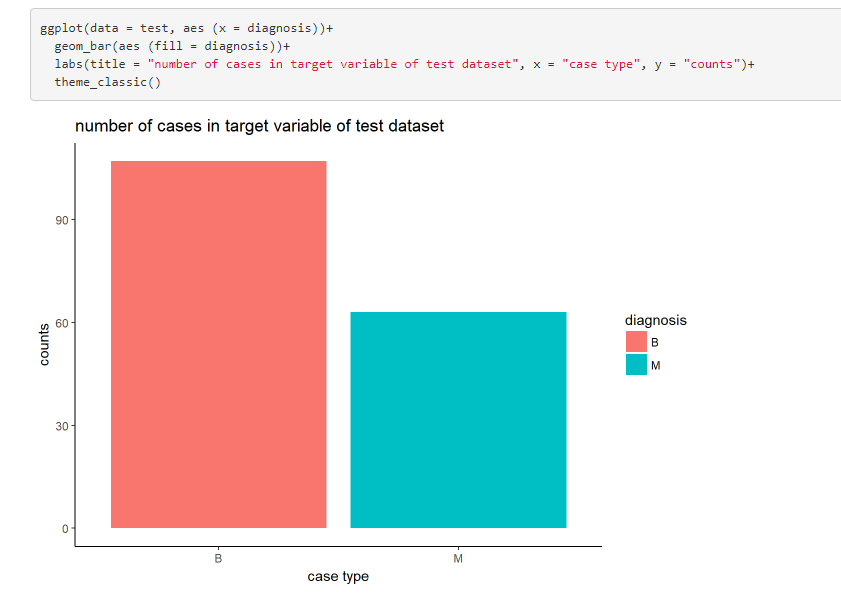 ggplot(data = test, aes (x = diagnosis))+
geom_bar(aes (fill = diagnosis))+
labs(title = "number of cases in target variable of test dataset", x = "case type", y = "counts")+
theme_classic()
number of cases in target variable of test dataset
90
60
30
0
counts
B
M
case type
diagnosis
B
M